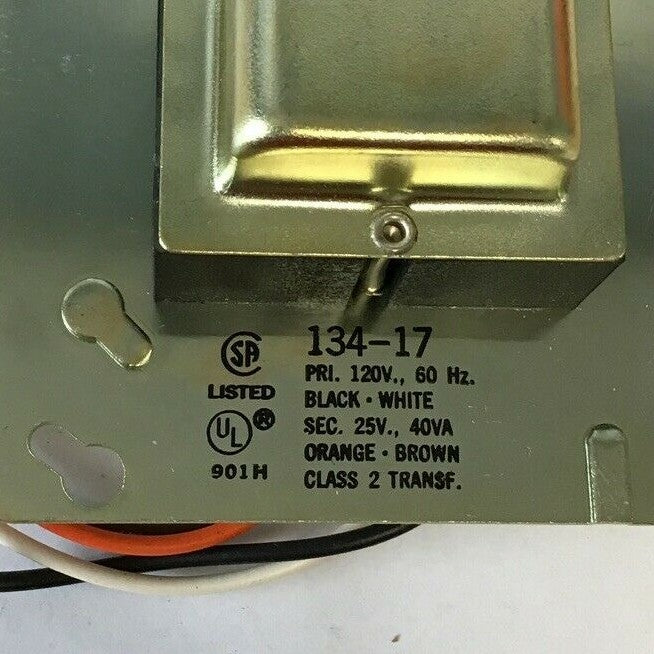 134-17
PRI. 120V., 60 Hz.
BLACK · WHITE
SEC. 25V., 40VA
ORANGE · BROWN
CLASS 2 TRANSF.
SA
LISTED
UL ®
901H